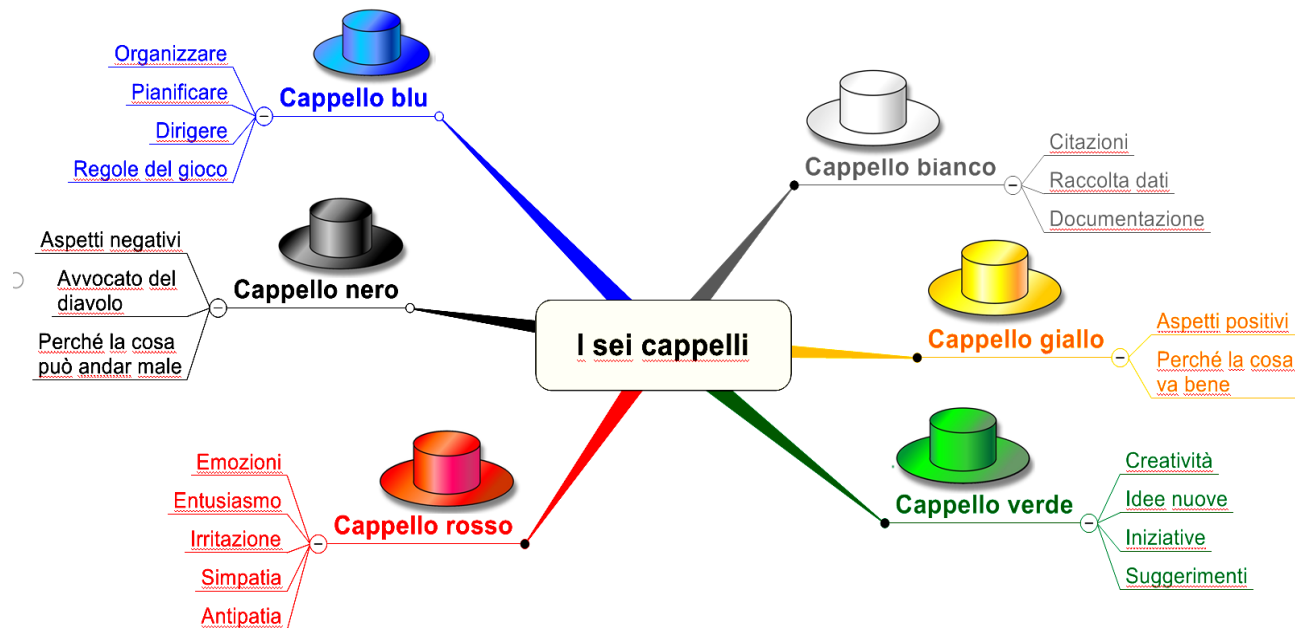 I sei cappelli
Cappello blu
Organizzare
Pianificare
Dirigere
Regole del gioco
Cappello nero
Aspetti negativi
Avvocato del
diavolo
Perché la cosa
può andar male
Cappello rosso
Emozioni
Entusiasmo
Irritazione
Simpatia
Antipatia
Cappello bianco
Citazioni
Raccolta dati
Documentazione
Cappello giallo
Aspetti positivi
Perché la cosa
va bene
Cappello verde
Creatività
Idee nuove
Iniziative
Suggerimenti